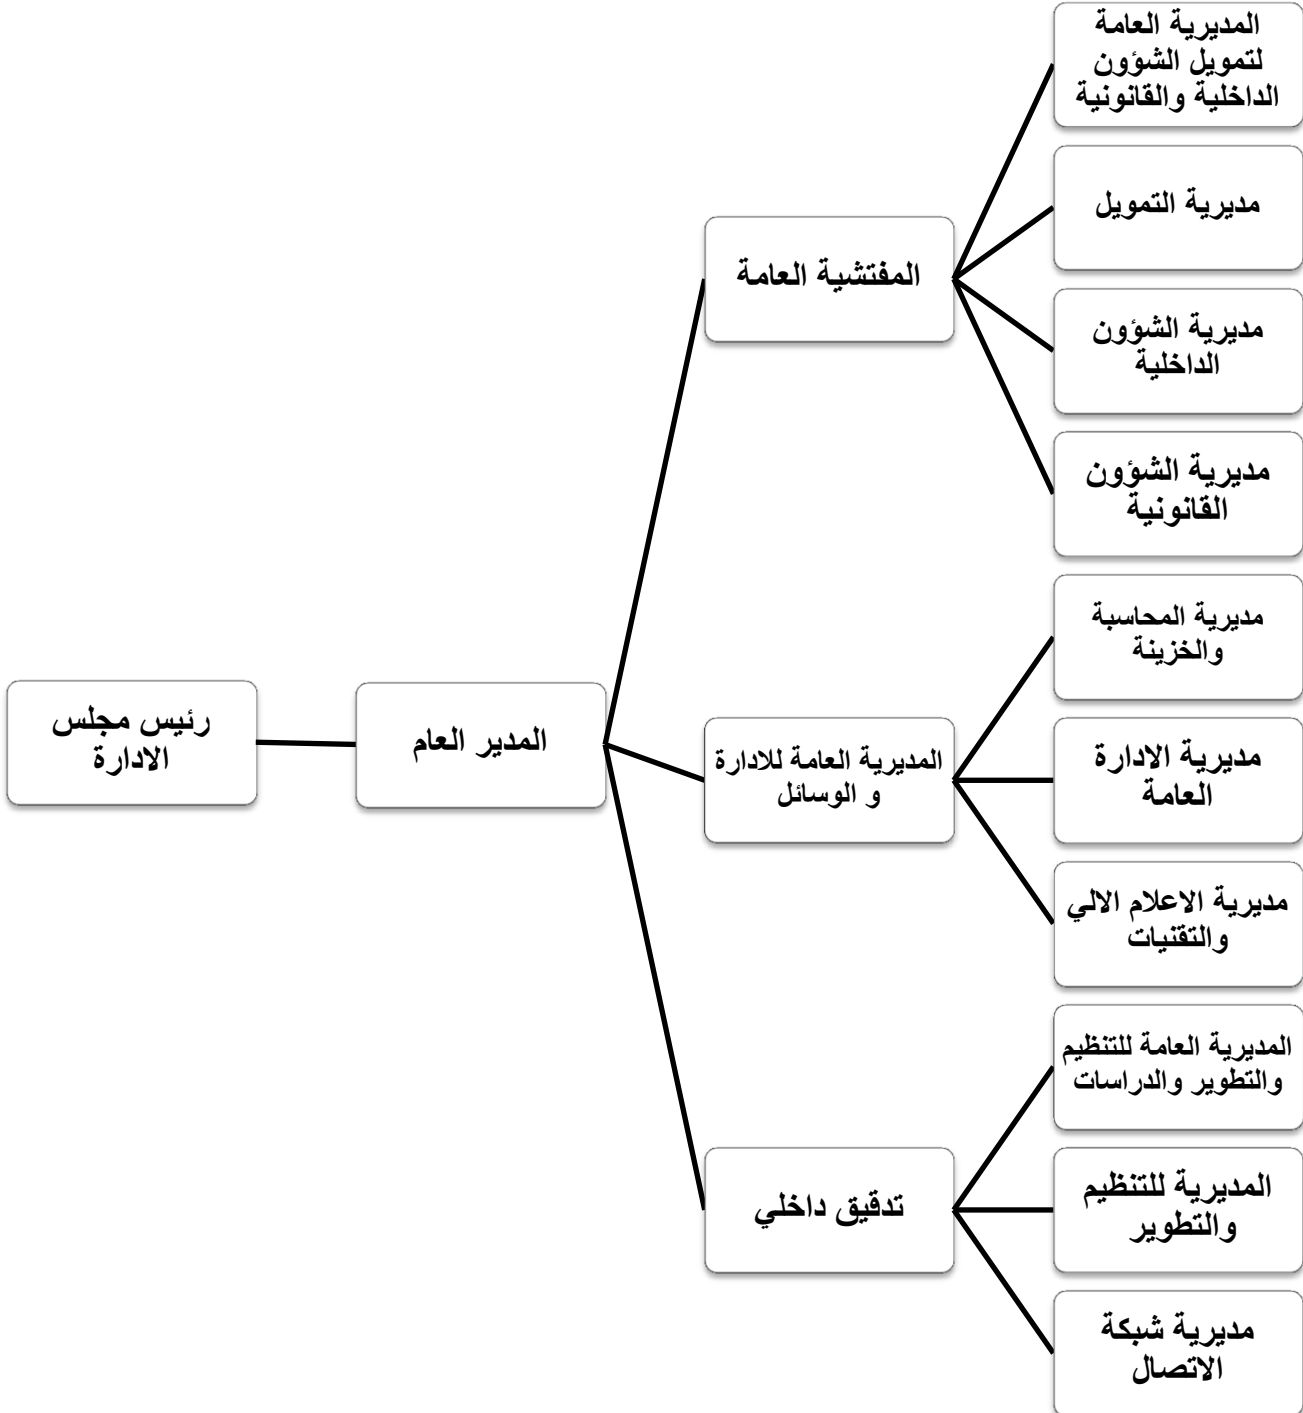 رئيس مجلس
الادارة
المدير العام
المفتشية العامة
المديرية العامة
لتمويل الشؤون
الداخلية والقانونية
مديرية التمويل
مديرية الشؤون
الداخلية
مديرية الشؤون
القانونية
المديرية العامة للادارة
و الوسائل
مديرية المحاسبة
والخزينة
مديرية الادارة
العامة
مديرية الاعلام الالي
والتقنيات
تدقيق داخلي
المديرية العامة للتنظيم
والتطوير والدراسات
المديرية للتنظيم
والتطوير
مديرية شبكة
الاتصال